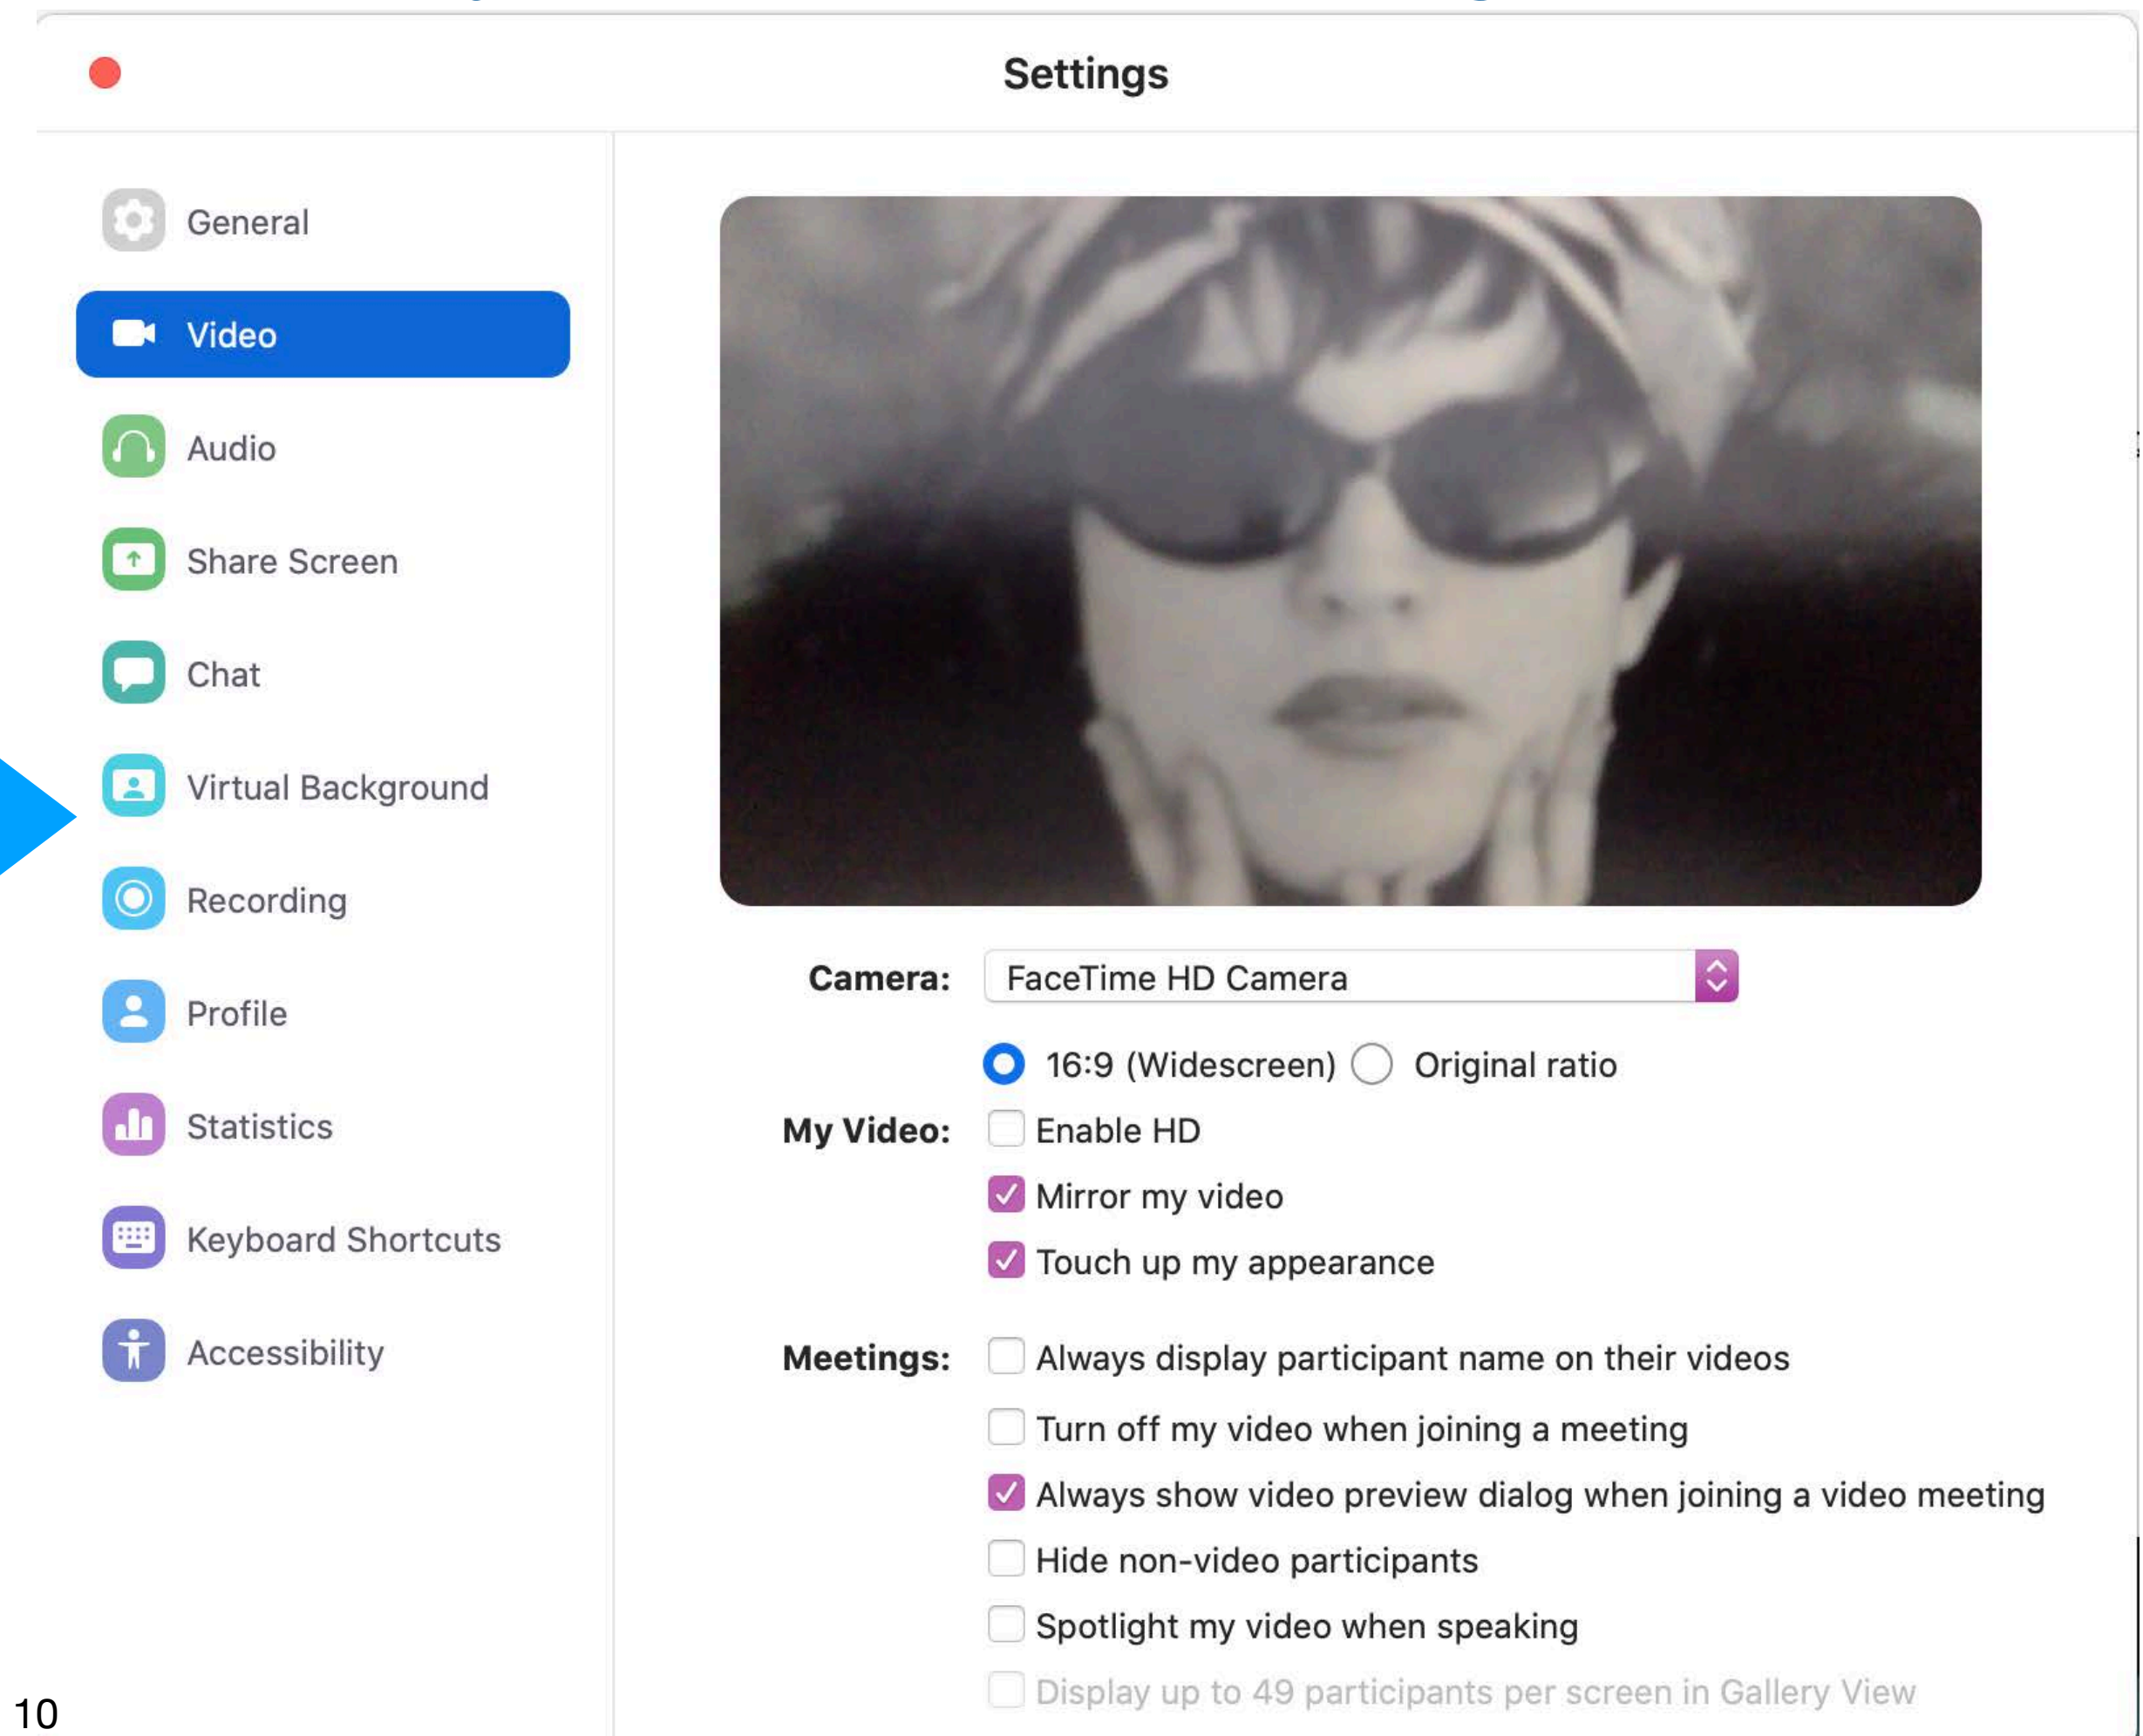 Settings
General
Video
Audio
Share Screen
Chat
Virtual Background
Recording
Profile
Statistics
Keyboard Shortcuts
Accessibility
Camera: FaceTime HD Camera
16:9 (Widescreen) Original ratio
My Video: Enable HD
Mirror my video
Touch up my appearance
Meetings: Always display participant name on their videos
Turn off my video when joining a meeting
Always show video preview dialog when joining a video meeting
Hide non-video participants
Spotlight my video when speaking
Display up to 49 participants per screen in Gallery View
10